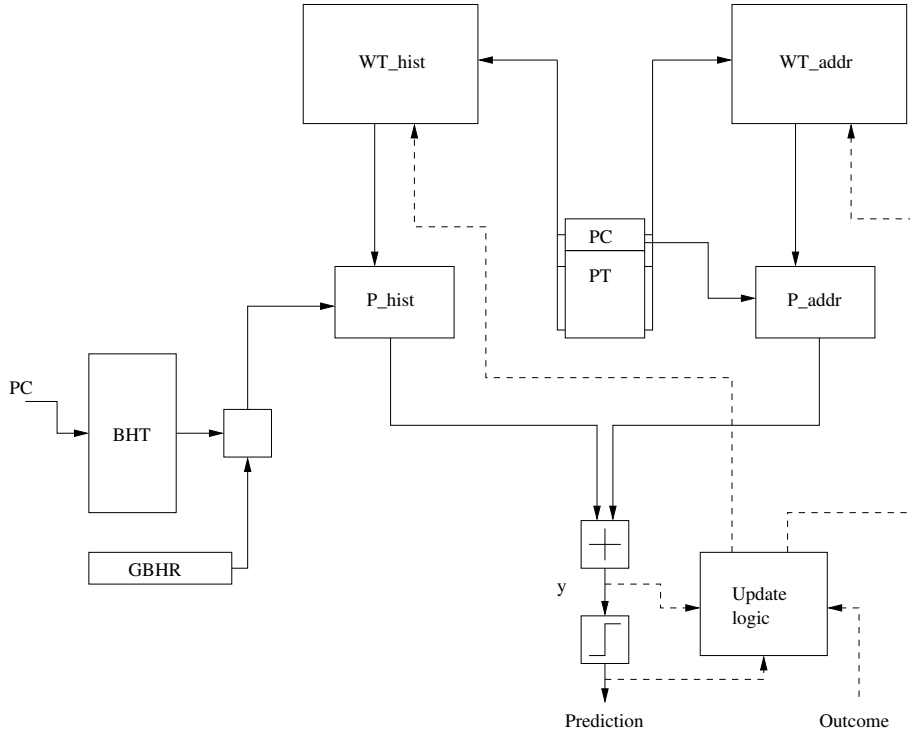 WT_hist
WT_addr
PC
PT
P_hist
P_addr
PC
BHT
GBHR
y
Update
logic
Prediction
Outcome